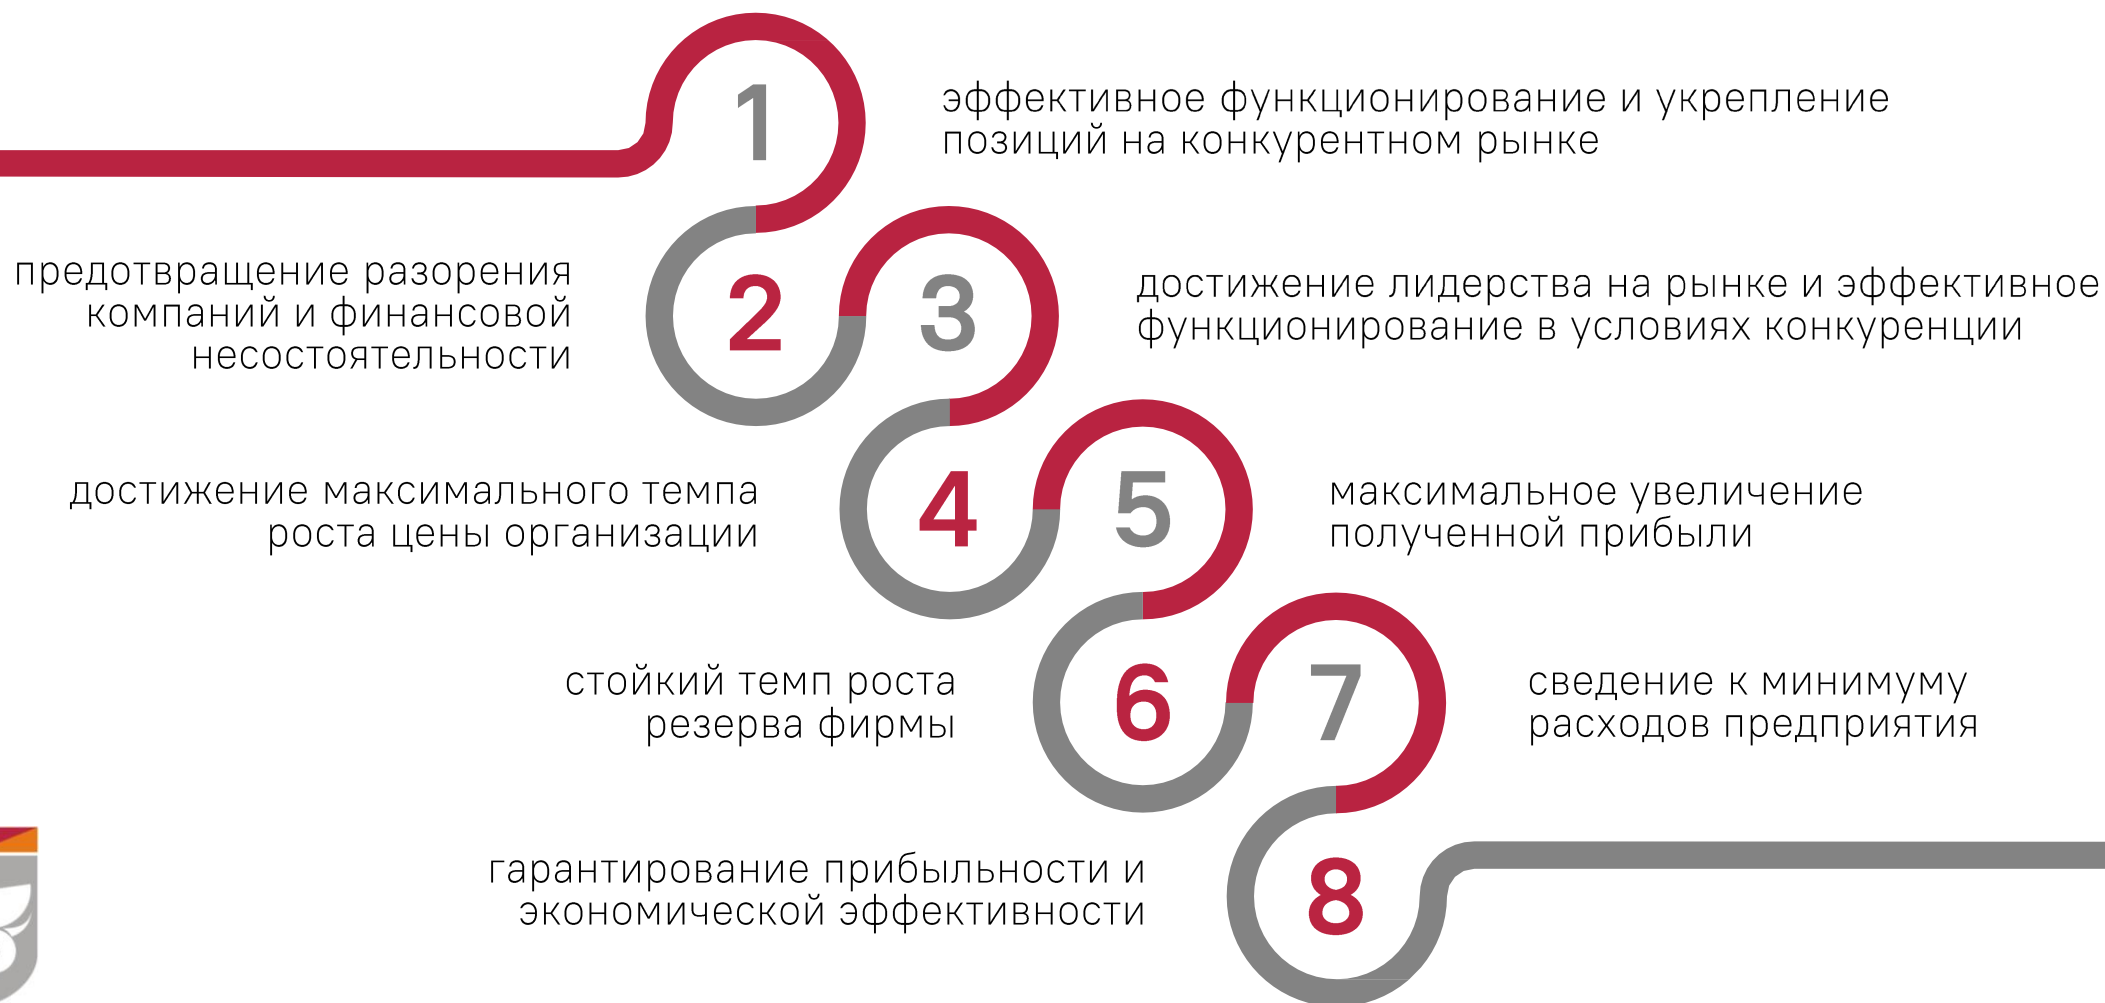 1
эффективное функционирование и укрепление
позиций на конкурентном рынке
предотвращение разорения
компаний и финансовой
несостоятельности
2
3
достижение лидерства на рынке и эффективное
функционирование в условиях конкуренции
достижение максимального темпа
роста цены организации
4
5
максимальное увеличение
полученной прибыли
стойкий темп роста
резерва фирмы
6
7
сведение к минимуму
расходов предприятия
гарантирование прибыльности и
экономической эффективности
8